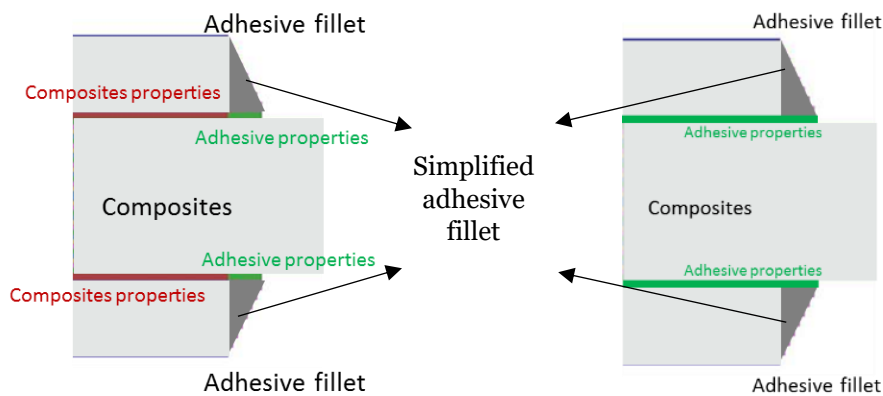 Adhesive fillet
Composites properties
Adhesive properties
Composites
Adhesive properties
Composites properties
Adhesive fillet
Simplified
adhesive
fillet
Adhesive fillet
Adhesive properties
Composites
Adhesive properties
Adhesive fillet